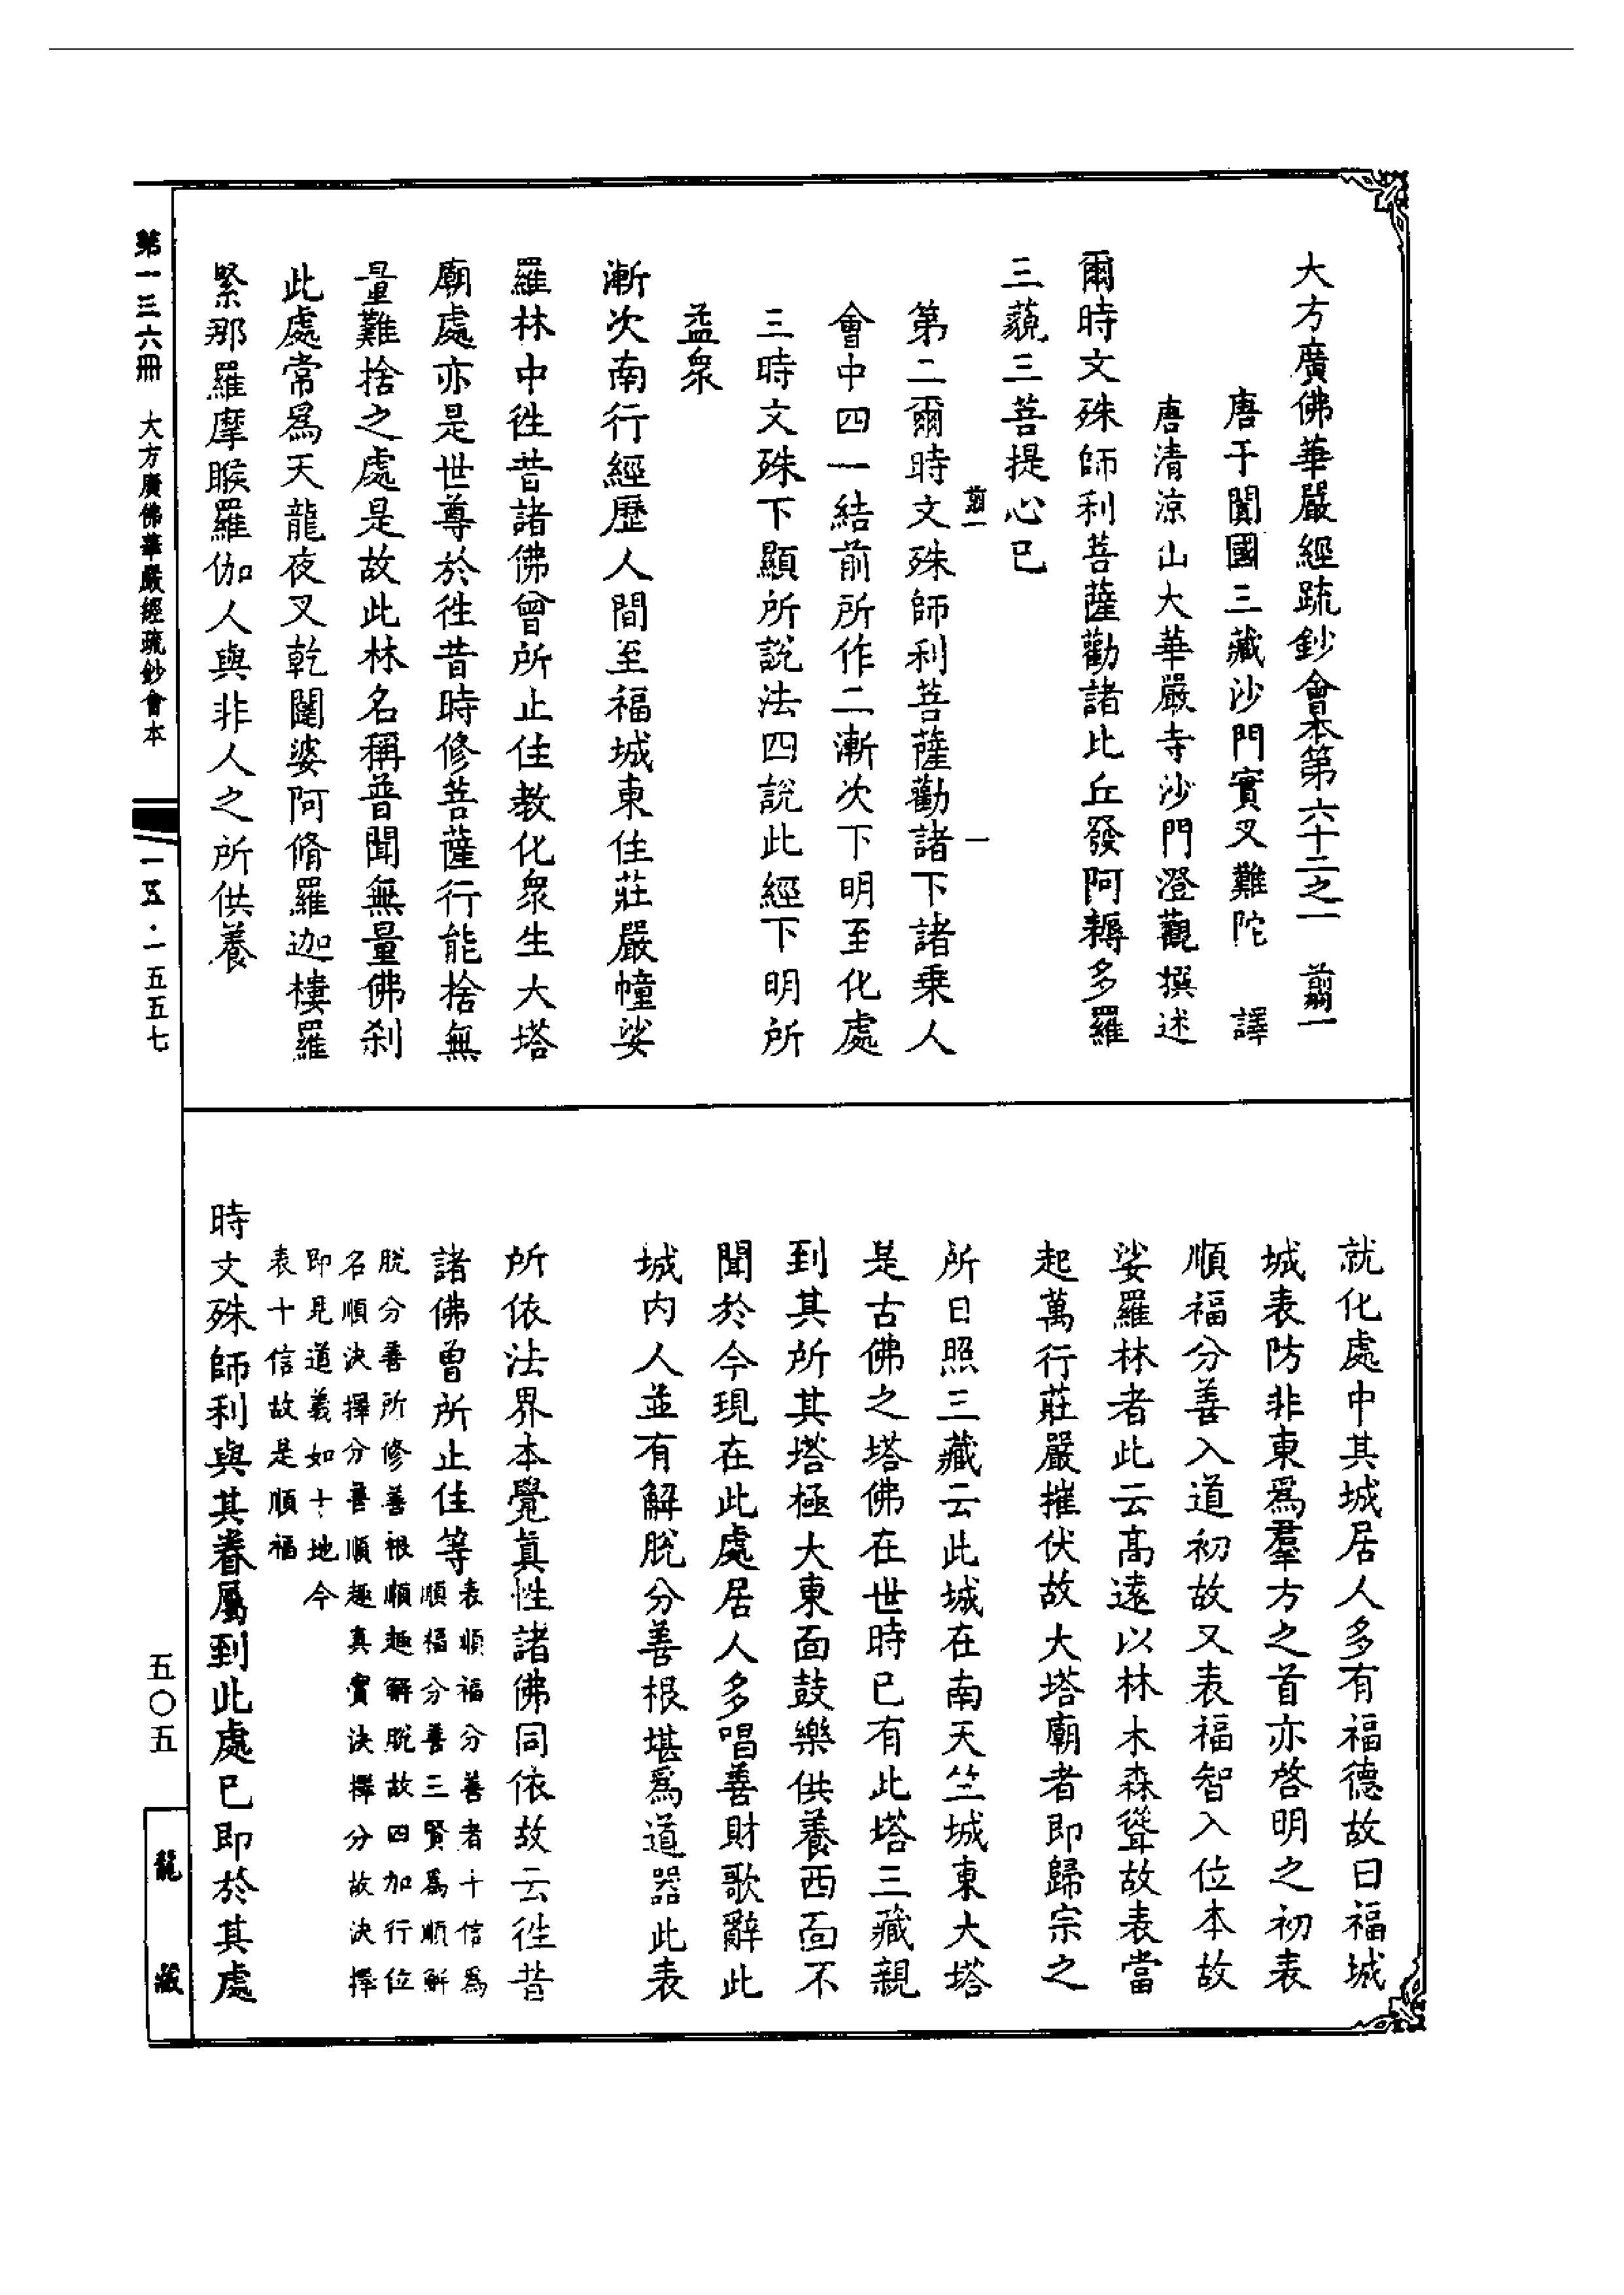 大方廣佛華嚴經疏鈔會本第六十二之一　翦一
唐于闐國三藏沙門實叉難陀　譯
唐清涼山大華嚴寺沙門澄觀撰述
爾時文殊師利菩薩勸諸比丘發阿耨多羅
三藐三菩提心已
翦一　一
第二爾時文殊師利菩薩勸諸下諸乗人
會中四一結前所作二漸次下明至化處
三時文殊下顯所說法四說此經下明所
益衆
漸次南行經歷人間至福城東住莊嚴幢娑
羅林中徃昔諸佛曾所止住教化衆生大塔
廟處亦是世尊於徃昔時修菩薩行能捨無
量難捨之處是故此林名稱普聞無量佛刹
此處常爲天龍夜叉乾闥婆阿脩羅迦樓羅
緊那羅摩睺羅伽人與非人之所供養
就化處中其城居人多有福德故曰福城
城表防非東爲羣方之首亦啓明之初表
順福分善入道初故又表福智入位本故
娑羅林者此云高遠以林木森聳故表當
起萬行莊嚴摧伏故大塔廟者即歸宗之
所日照三藏云此城在南天竺城東大塔
是古佛之塔佛在世時已有此塔三藏親
到其所其塔極大東面鼓樂供養西面不
聞於今現在此處居人多唱善財歌辭此
城内人並有解脫分善根堪爲道器此表
所依法界本覺眞性諸佛同依故云徃昔
諸佛曾所止住等
表順福分善者十信爲
順福分善三賢爲順解
脫分善所修善根順趣解脫故四加行位
名順決擇分善順趣真實決擇分故決擇
即見道義如十地今
表十信故是順福
時文殊師利與其眷屬到此處已即於其處
第一三六冊　大方廣佛華嚴經疏鈔會本
一五·一五五七
五〇五
龍藏